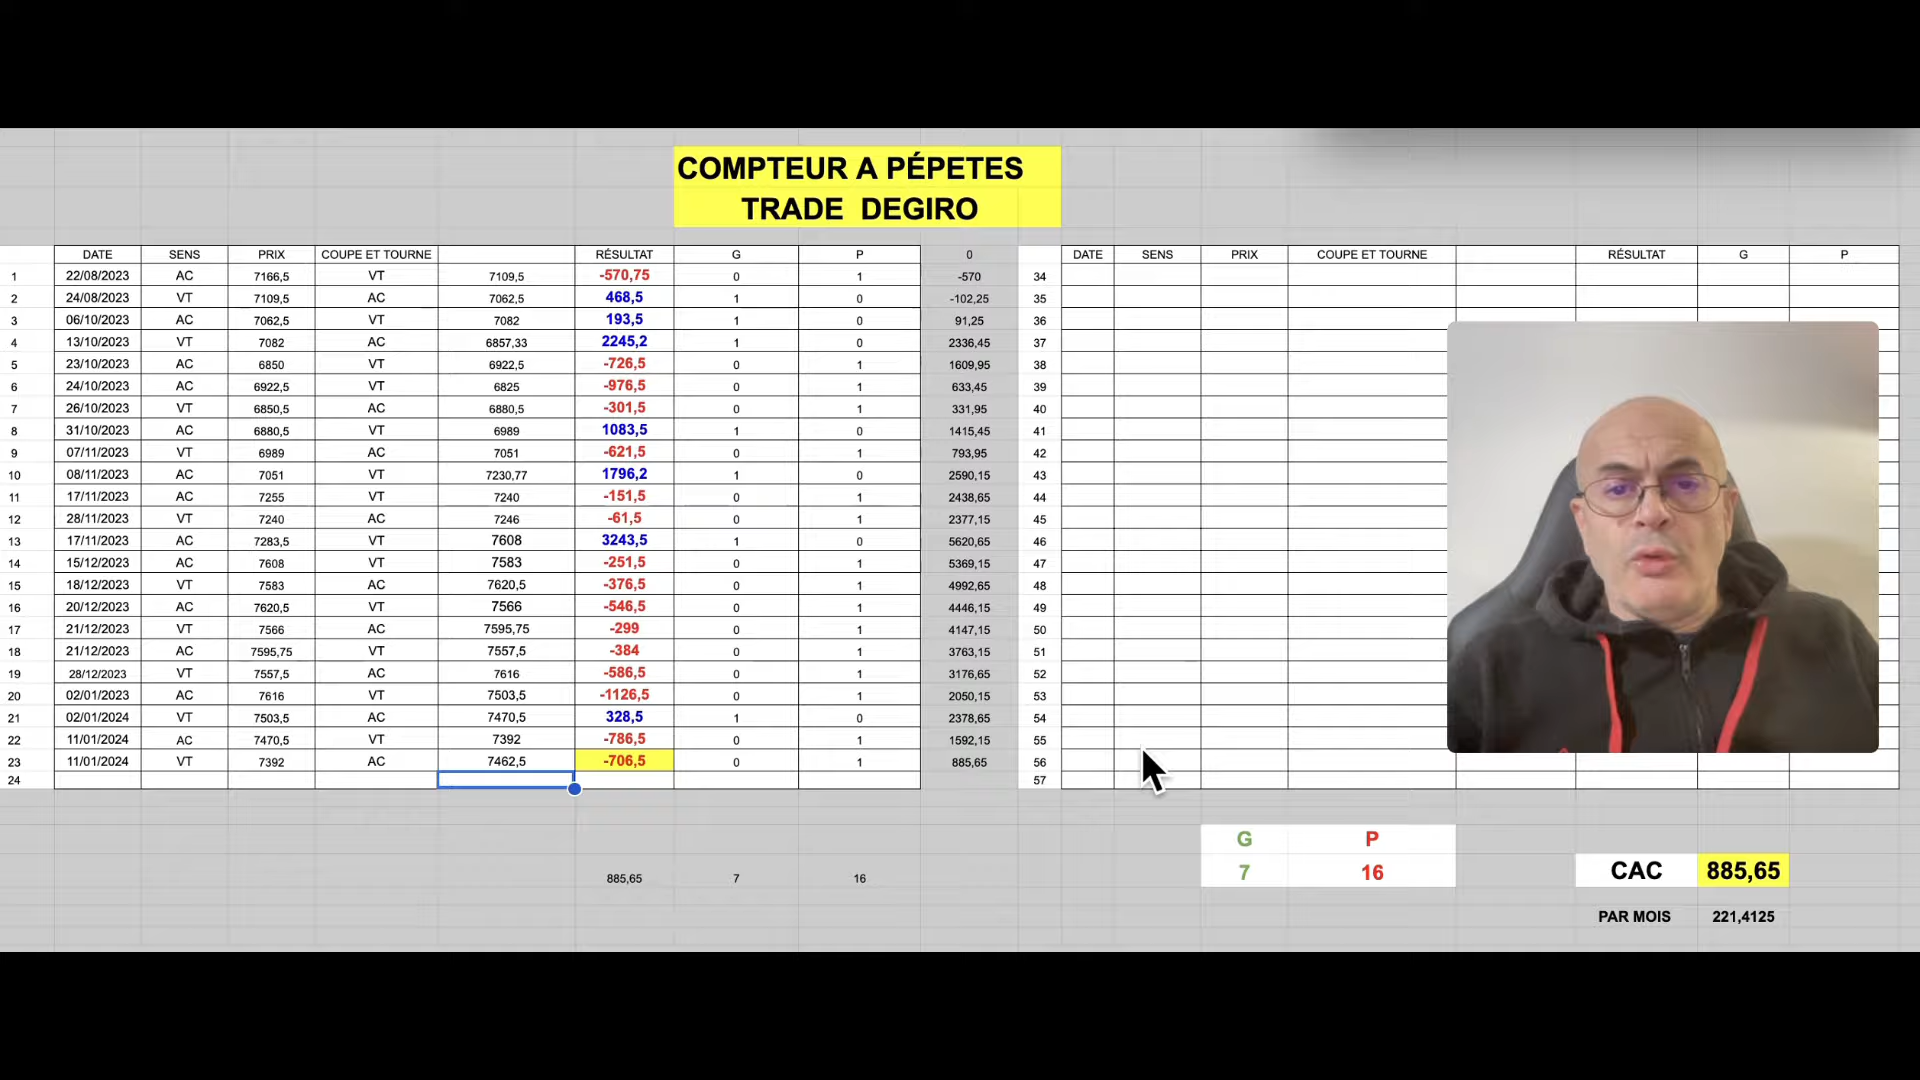 COMPTEUR A PÉPETES
TRADE DEGIRO
DATE SENS PRIX COUPE ET TOURNE RÉSULTAT G P 0 DATE SENS PRIX COUPE ET TOURNE RÉSULTAT G P
1 22/08/2023 AC 7166,5 VT 7109,5 -570,75 0 1 -570 34
2 24/08/2023 VT 7109,5 AC 7062,5 468,5 1 0 -102,25 35
3 06/10/2023 AC 7062,5 VT 7082 193,5 1 0 91,25 36
4 13/10/2023 VT 7082 AC 6857,33 2245,2 1 0 2336,45 37
5 23/10/2023 AC 6850 VT 6922,5 -726,5 0 1 1609,95 38
6 24/10/2023 AC 6922,5 VT 6825 -976,5 0 1 633,45 39
7 26/10/2023 VT 6850,5 AC 6880,5 -301,5 0 1 331,95 40
8 31/10/2023 AC 6880,5 VT 6989 1083,5 1 0 1415,45 41
9 07/11/2023 VT 6989 AC 7051 -621,5 0 1 793,95 42
10 08/11/2023 AC 7051 VT 7230,77 1796,2 1 0 2590,15 43
11 17/11/2023 AC 7255 VT 7240 -151,5 0 1 2438,65 44
12 28/11/2023 VT 7240 AC 7246 -61,5 0 1 2377,15 45
13 17/11/2023 AC 7283,5 VT 7608 3243,5 1 0 5620,65 46
14 15/12/2023 AC 7608 VT 7583 -251,5 0 1 5369,15 47
15 18/12/2023 VT 7583 AC 7620,5 -376,5 0 1 4992,65 48
16 20/12/2023 AC 7620,5 VT 7566 -546,5 0 1 4446,15 49
17 21/12/2023 VT 7566 AC 7595,75 -299 0 1 4147,15 50
18 21/12/2023 AC 7595,75 VT 7557,5 -384 0 1 3763,15 51
19 28/12/2023 VT 7557,5 AC 7616 -586,5 0 1 3176,65 52
20 02/01/2023 AC 7616 VT 7503,5 -1126,5 0 1 2050,15 53
21 02/01/2024 VT 7503,5 AC 7470,5 328,5 1 0 2378,65 54
22 11/01/2024 AC 7470,5 VT 7392 -786,5 0 1 1592,15 55
23 11/01/2024 VT 7392 AC 7462,5 -706,5 0 1 885,65 56
24 57
G P
885,65 7 16 7 16 CAC 885,65
PAR MOIS 221,4125